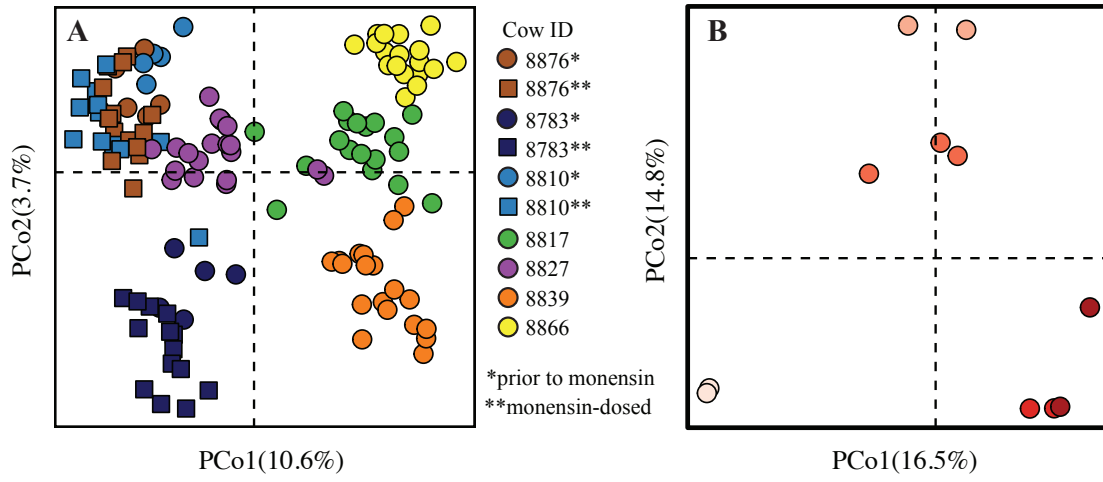 A
PCo2(3.7%)
PCo1(10.6%)
Cow ID
8876*
8876**
8783*
8783**
8810*
8810**
8817
8827
8839
8866
*prior to monensin
**monensin-dosed
B
PCo2(14.8%)
PCo1(16.5%)